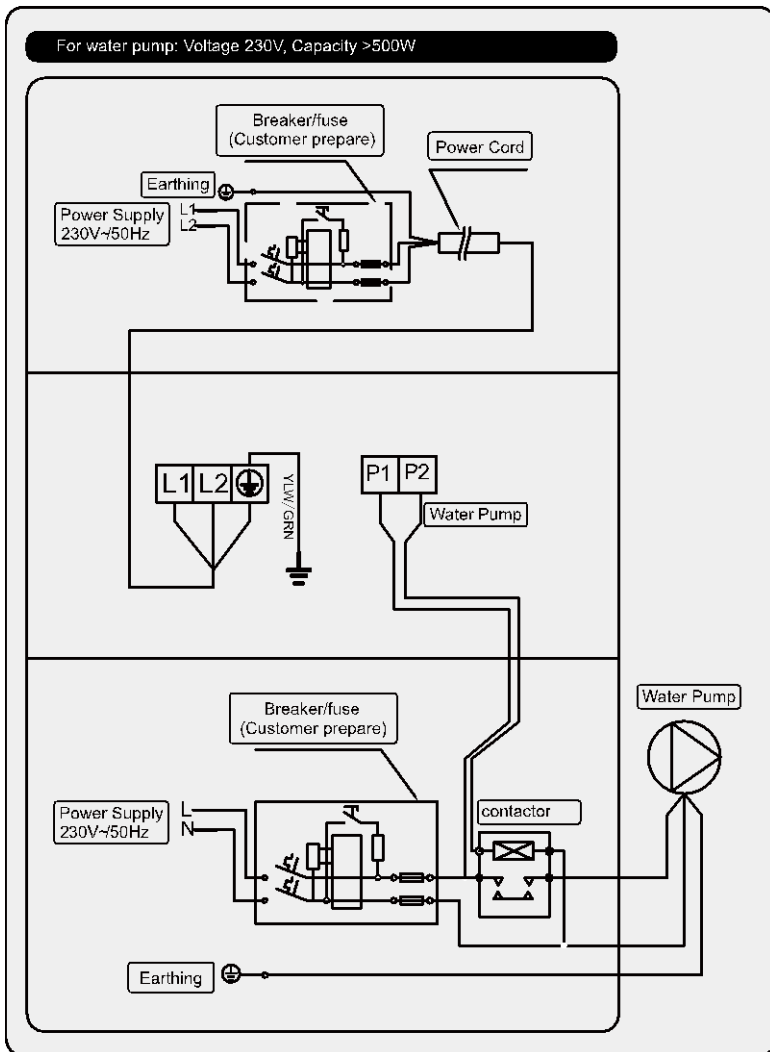 For water pump: Voltage 230V, Capacity >500W
Breaker/fuse
(Customer prepare)
Power Cord
Earthing
Power Supply
230V~/50Hz
L1
L2
L1 L2
YLW/GRN
P1 P2
Water Pump
Water Pump
Breaker/fuse
(Customer prepare)
Power Supply
230V~/50Hz
L
N
contactor
Earthing